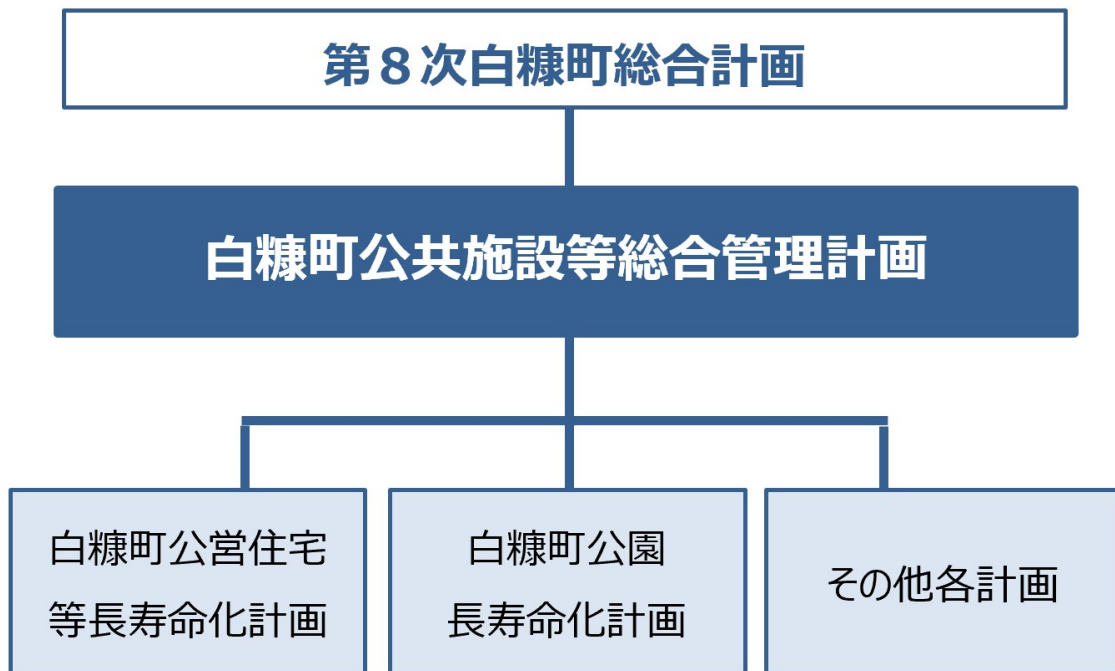 第８次白糠町総合計画
白糠町公共施設等総合管理計画
白糠町公営住宅
等長寿命化計画
白糠町公園
長寿命化計画
その他各計画